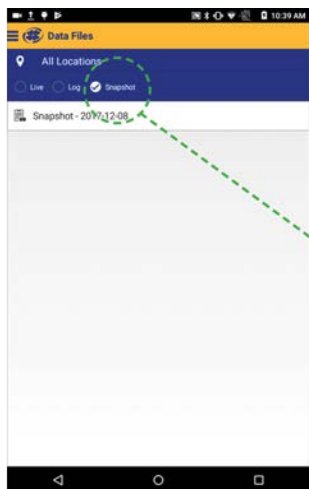 10:39 AM
Data Files
All Locations
Live Log Snapshot
Snapshot - 2017-12-08